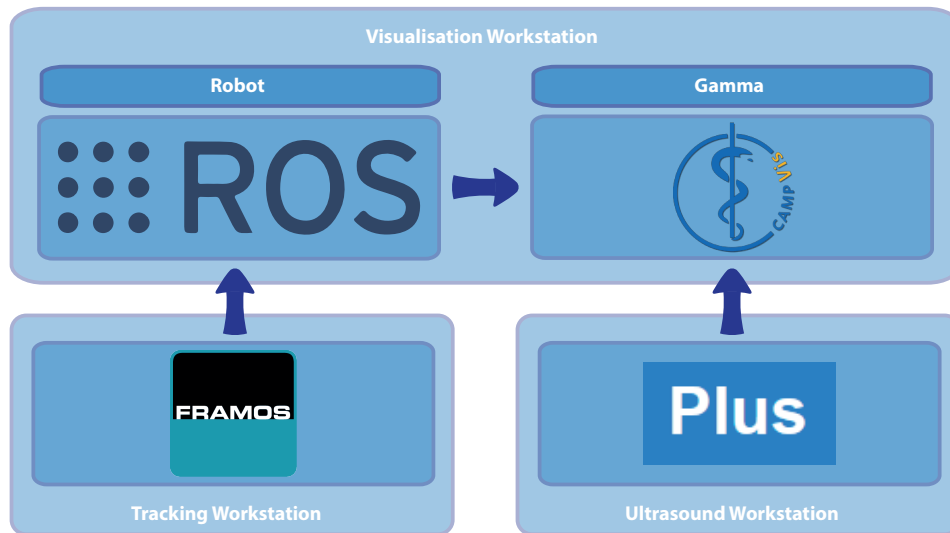 Visualisation Workstation
Robot
Gamma
ROS
CAMP
Vis
FRAMOS
Plus
Tracking Workstation
Ultrasound Workstation